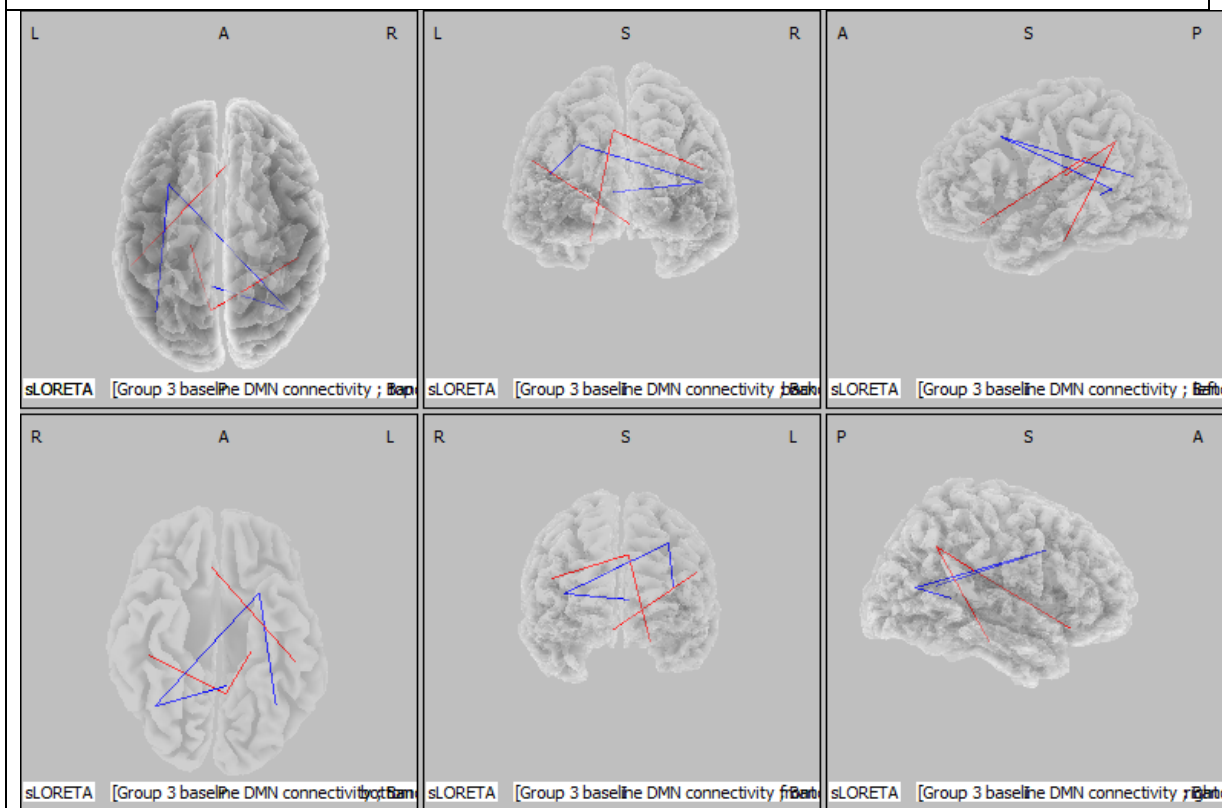 L A R
L S R
A S P
sLORETA [Group 3 baseline DMN connectivity ;
sLORETA [Group 3 baseline DMN connectivity ;
sLORETA [Group 3 baseline DMN connectivity ;
R A L
R S L
P S A
sLORETA [Group 3 baseline DMN connectivity
sLORETA [Group 3 baseline DMN connectivity
sLORETA [Group 3 baseline DMN connectivity